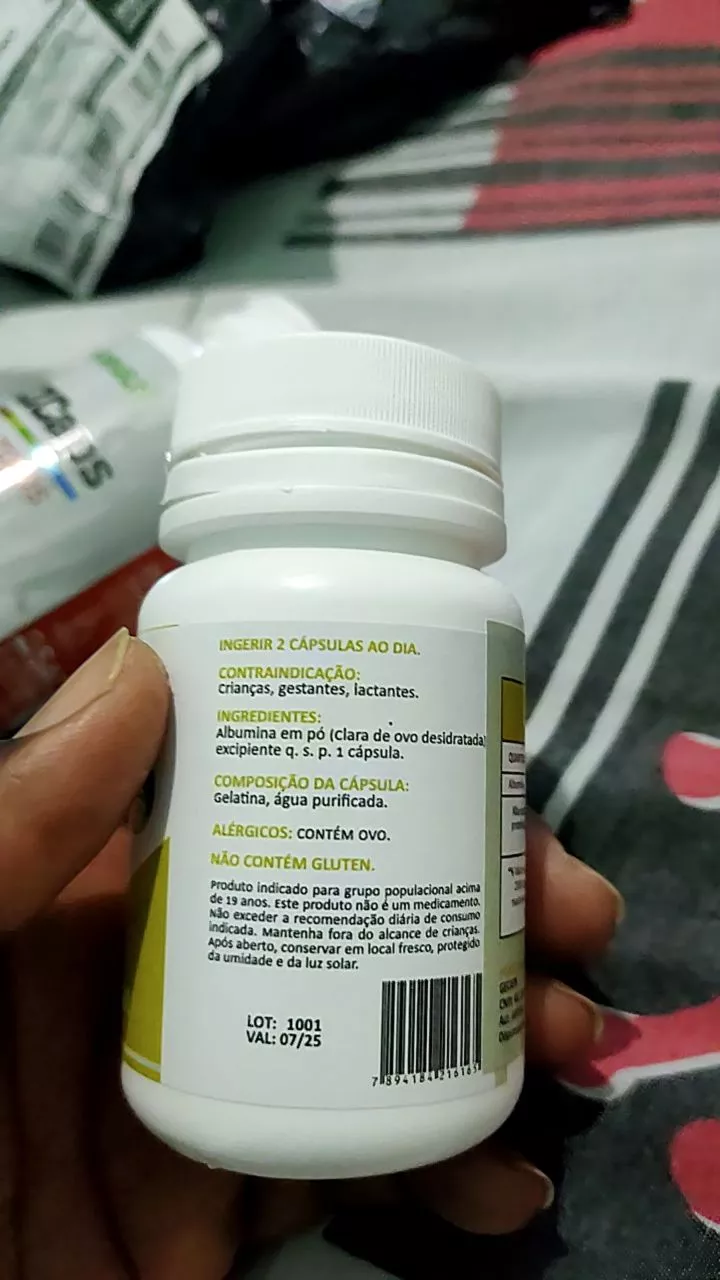 ZCaps
INGERIR 2 CÁPSULAS AO DIA.
CONTRAINDICAÇÃO:
crianças, gestantes, lactantes.
INGREDIENTES:
Albumina em pó (clara de ovo desidratada)
excipiente q. s. p. 1 cápsula.
COMPOSIÇÃO DA CÁPSULA:
Gelatina, água purificada.
ALÉRGICOS: CONTÉM OVO.
NÃO CONTÉM GLUTEN.
Produto indicado para grupo populacional acima
de 19 anos. Este produto não é um medicamento.
Não exceder a recomendação diária de consumo
indicada. Mantenha fora do alcance de crianças.
Após aberto, conservar em local fresco, protegido
da umidade e da luz solar.
LOT: 1001
VAL: 07/25
7 894184 216165